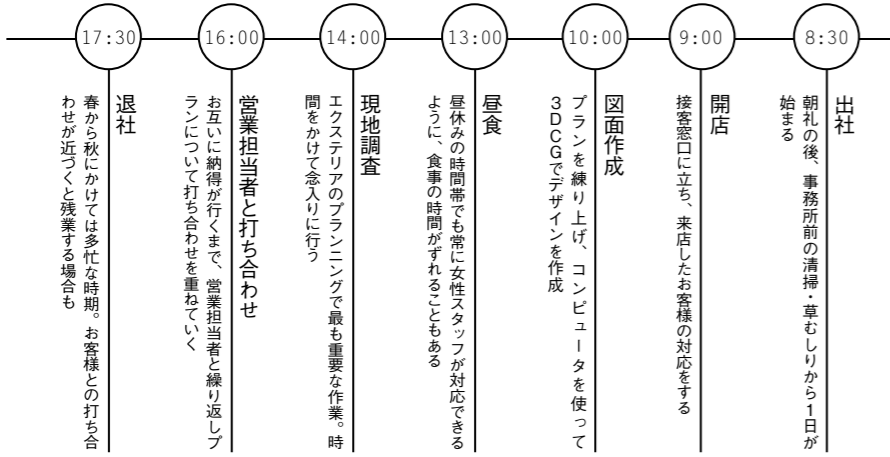 8:30
出社
朝礼の後、事務所前の清掃・草むしりから1日が
始まる
9:00
開店
接客窓口に立ち、来店したお客様の対応をする
10:00
図面作成
プランを練り上げ、コンピュータを使って
3DCGでデザインを作成
13:00
昼食
昼休みの時間帯でも常に女性スタッフが対応できる
ように、食事の時間がずれることもある
14:00
現地調査
エクステリアのプランニングで最も重要な作業。時
間をかけて念入りに行う
16:00
営業担当者と打ち合わせ
お互いに納得が行くまで、営業担当者と繰り返しプ
ランについて打ち合わせを重ねていく
17:30
退社
春から秋にかけては多忙な時期。お客様との打ち合
わせが近づくと残業する場合も